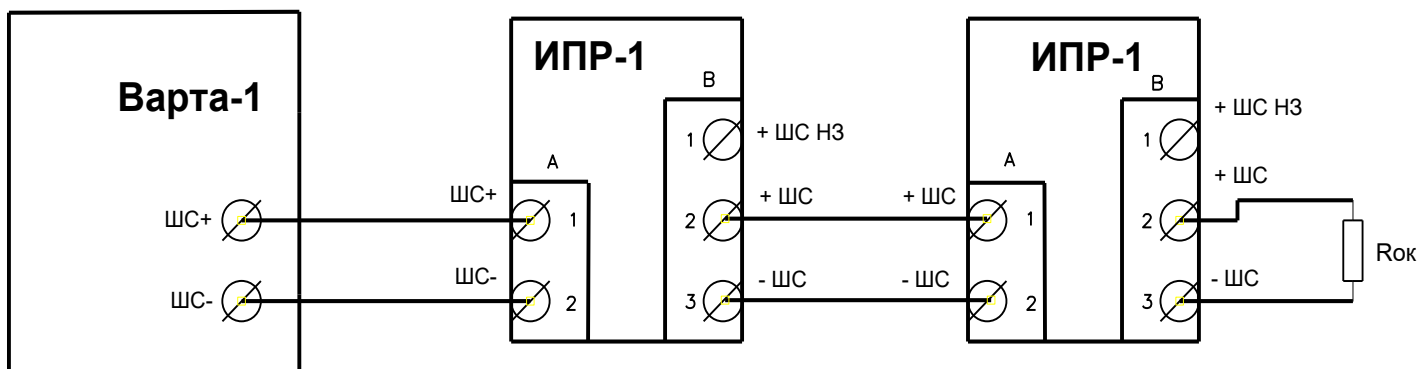 Варта-1
ШС+
ШС-
ИПР-1
B
1
+ ШС НЗ
A
ШС+
1
2
+ ШС
ШС-
2
3
- ШС
ИПР-1
B
1
+ ШС НЗ
A
+ ШС
1
2
+ ШС
- ШС
2
3
- ШС
Rок